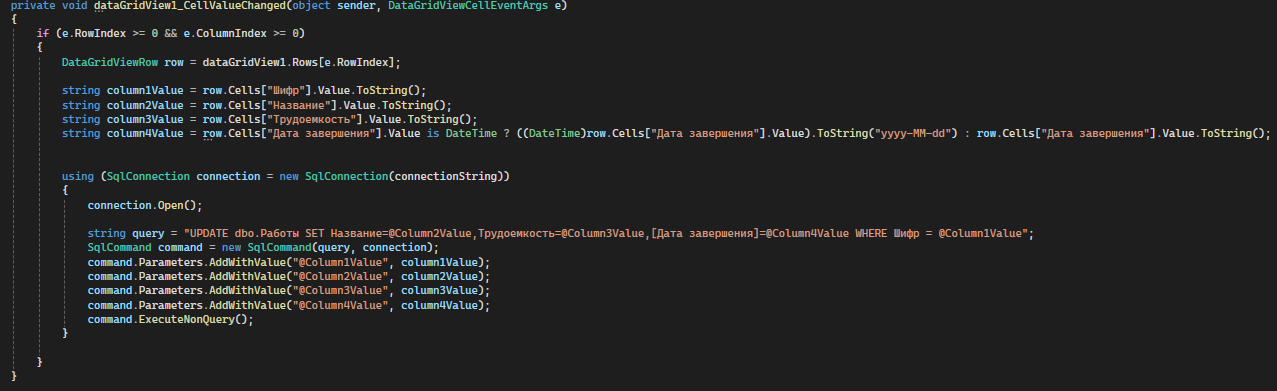 private void dataGridView1_CellValueChanged(object sender, DataGridViewCellEventArgs e)
{
if (e.RowIndex >= 0 && e.ColumnIndex >= 0)
{
DataGridViewRow row = dataGridView1.Rows[e.RowIndex];
string column1Value = row.Cells["Шифр"].Value.ToString();
string column2Value = row.Cells["Название"].Value.ToString();
string column3Value = row.Cells["Трудоемкость"].Value.ToString();
string column4Value = row.Cells["Дата завершения"].Value is DateTime ? ((DateTime)row.Cells["Дата завершения"].Value).ToString("yyyy-MM-dd") : row.Cells["Дата завершения"].Value.ToString();
using (SqlConnection connection = new SqlConnection(connectionString))
{
connection.Open();
string query = "UPDATE dbo.Работы SET Название=@Column2Value,Трудоемкость=@Column3Value,[Дата завершения]=@Column4Value WHERE Шифр = @Column1Value";
SqlCommand command = new SqlCommand(query, connection);
command.Parameters.AddWithValue("@Column1Value", column1Value);
command.Parameters.AddWithValue("@Column2Value", column2Value);
command.Parameters.AddWithValue("@Column3Value", column3Value);
command.Parameters.AddWithValue("@Column4Value", column4Value);
command.ExecuteNonQuery();
}
}
}